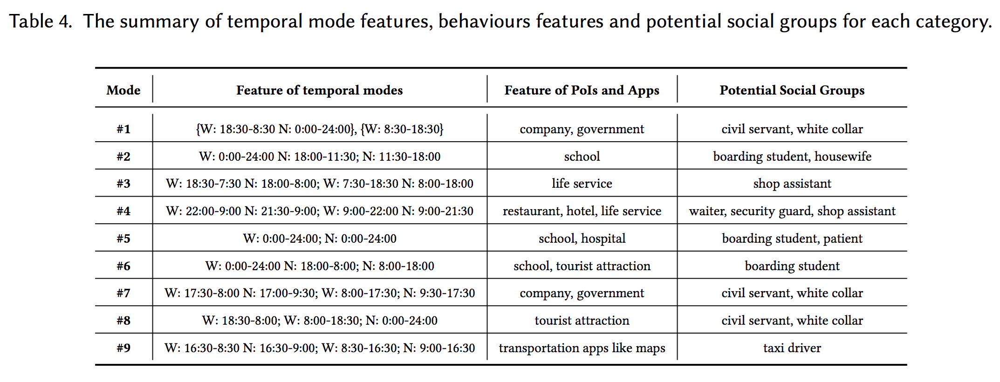 Table 4. The summary of temporal mode features, behaviours features and potential social groups for each category.
Mode Feature of temporal modes Feature of PoIs and Apps Potential Social Groups
#1 {W: 18:30-8:30 N: 0:00-24:00}, {W: 8:30-18:30} company, government civil servant, white collar
#2 W: 0:00-24:00 N: 18:00-11:30; N: 11:30-18:00 school boarding student, housewife
#3 W: 18:30-7:30 N: 18:00-8:00; W: 7:30-18:30 N: 8:00-18:00 life service shop assistant
#4 W: 22:00-9:00 N: 21:30-9:00; W: 9:00-22:00 N: 9:00-21:30 restaurant, hotel, life service waiter, security guard, shop assistant
#5 W: 0:00-24:00; N: 0:00-24:00 school, hospital boarding student, patient
#6 W: 0:00-24:00 N: 18:00-8:00; N: 8:00-18:00 school, tourist attraction boarding student
#7 W: 17:30-8:00 N: 17:00-9:30; W: 8:00-17:30; N: 9:30-17:30 company, government civil servant, white collar
#8 W: 18:30-8:00; W: 8:00-18:30; N: 0:00-24:00 tourist attraction civil servant, white collar
#9 W: 16:30-8:30 N: 16:30-9:00; W: 8:30-16:30; N: 9:00-16:30 transportation apps like maps taxi driver